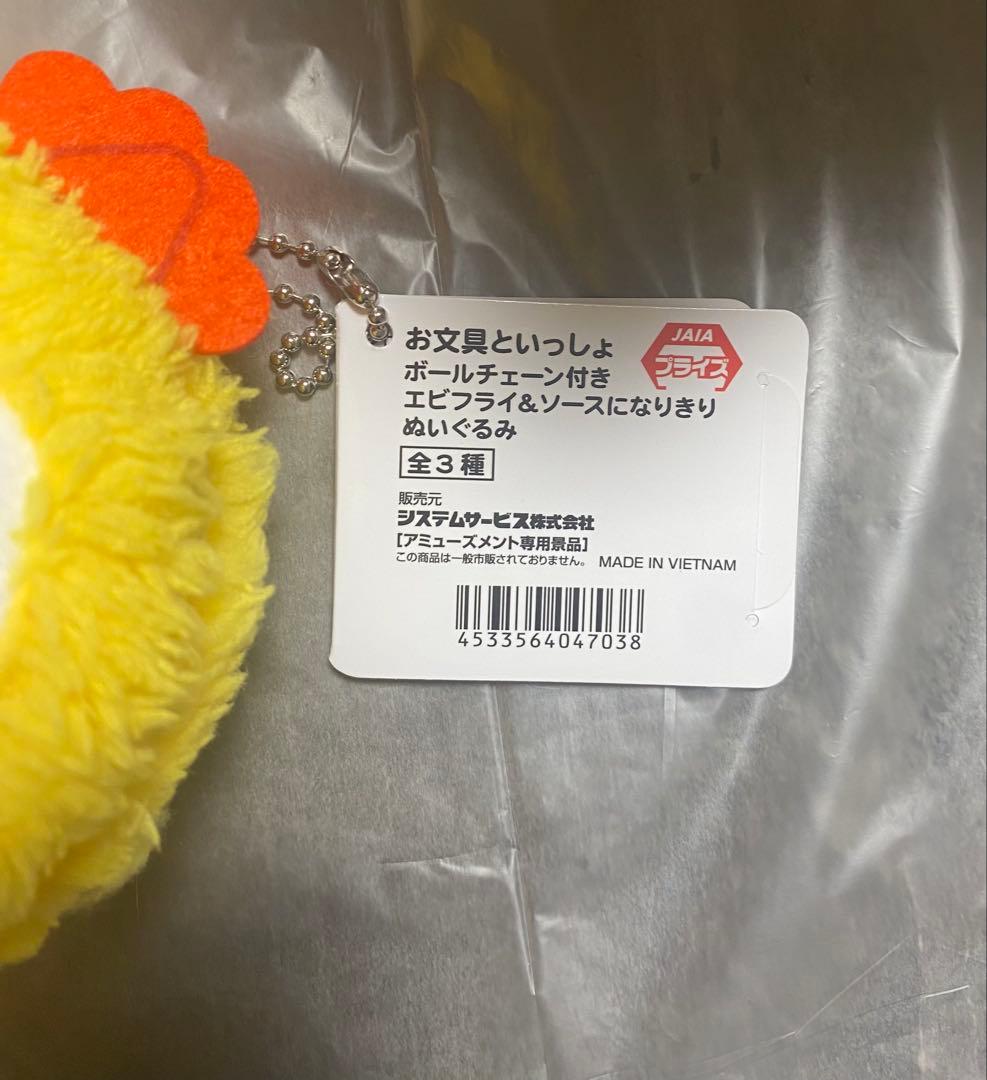 お文具といっしょ
JAIA
プライズ
ボールチェーン付き
エビフライ&ソースになりきり
ぬいぐるみ
全3種
販売元
システムサービス株式会社
[アミューズメント専用景品]
この商品は一般市販されておりません。 MADE IN VIETNAM
4533564047038